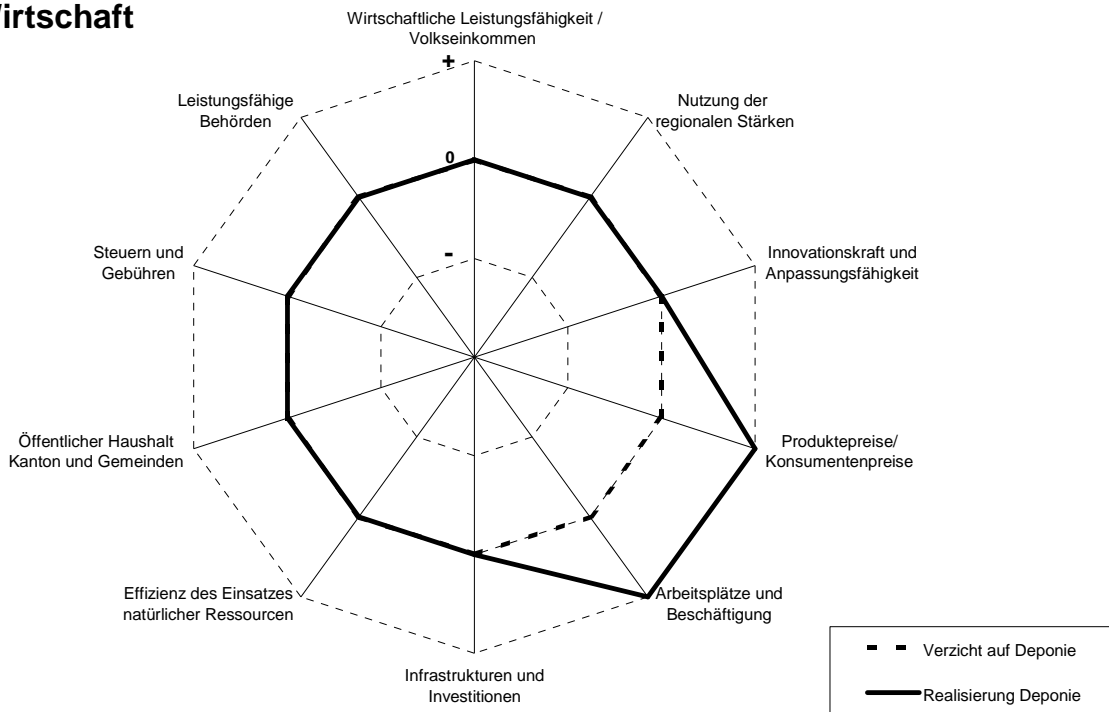 Wirtschaft
Wirtschaftliche Leistungsfähigkeit /
Volkseinkommen
+
Leistungsfähige
Behörden
Nutzung der
regionalen Stärken
0
Steuern und
Gebühren
-
Innovationskraft und
Anpassungsfähigkeit
Öffentlicher Haushalt
Kanton und Gemeinden
Produktepreise/
Konsumentenpreise
Effizienz des Einsatzes
natürlicher Ressourcen
Arbeitsplätze und
Beschäftigung
Infrastrukturen und
Investitionen
Verzicht auf Deponie
Realisierung Deponie